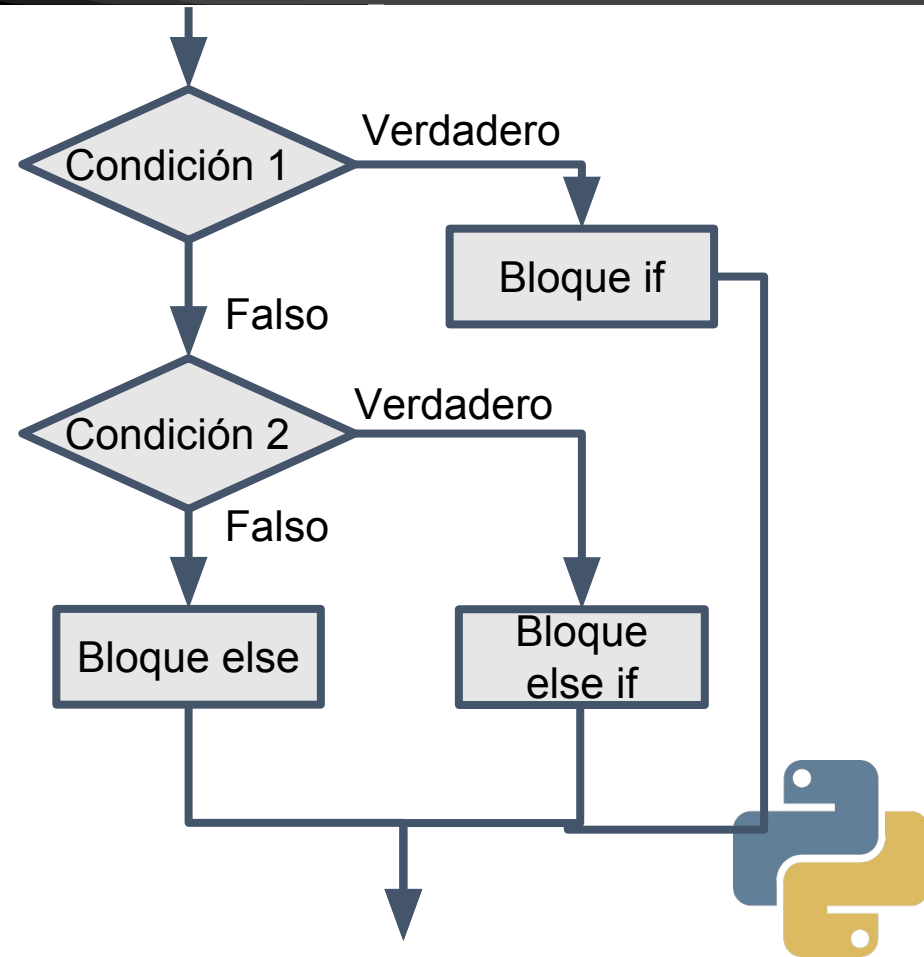 Verdadero
Condición 1
Bloque if
Falso
Verdadero
Condición 2
Falso
Bloque else
Bloque
else if